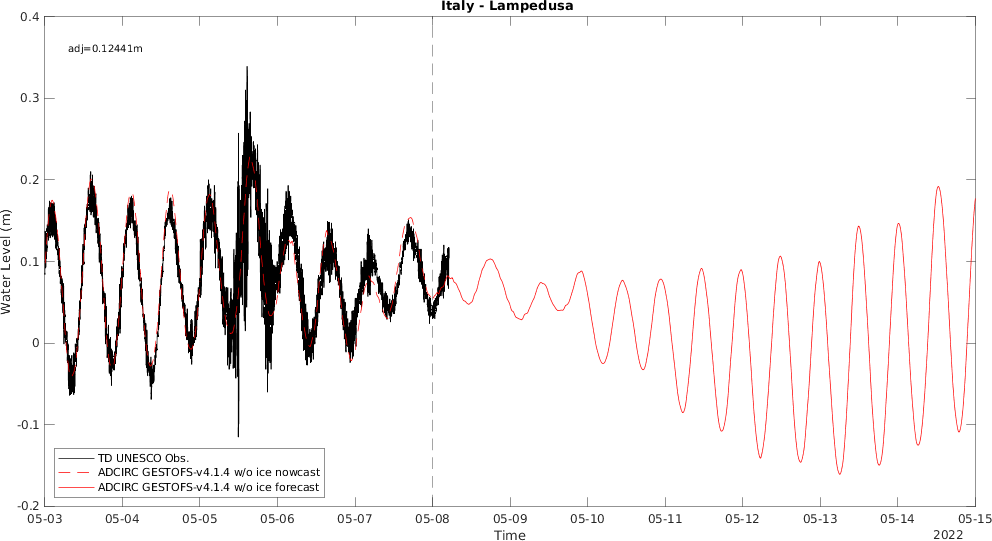 Italy - Lampedusa
adj=0.12441m
0.4
0.3
0.2
0.1
0
-0.1
-0.2
Water Level (m)
TD UNESCO Obs.
ADCIRC GESTOFS-v4.1.4 w/o ice nowcast
ADCIRC GESTOFS-v4.1.4 w/o ice forecast
05-03 05-04 05-05 05-06 05-07 05-08 05-09 05-10 05-11 05-12 05-13 05-14 05-15
Time
2022